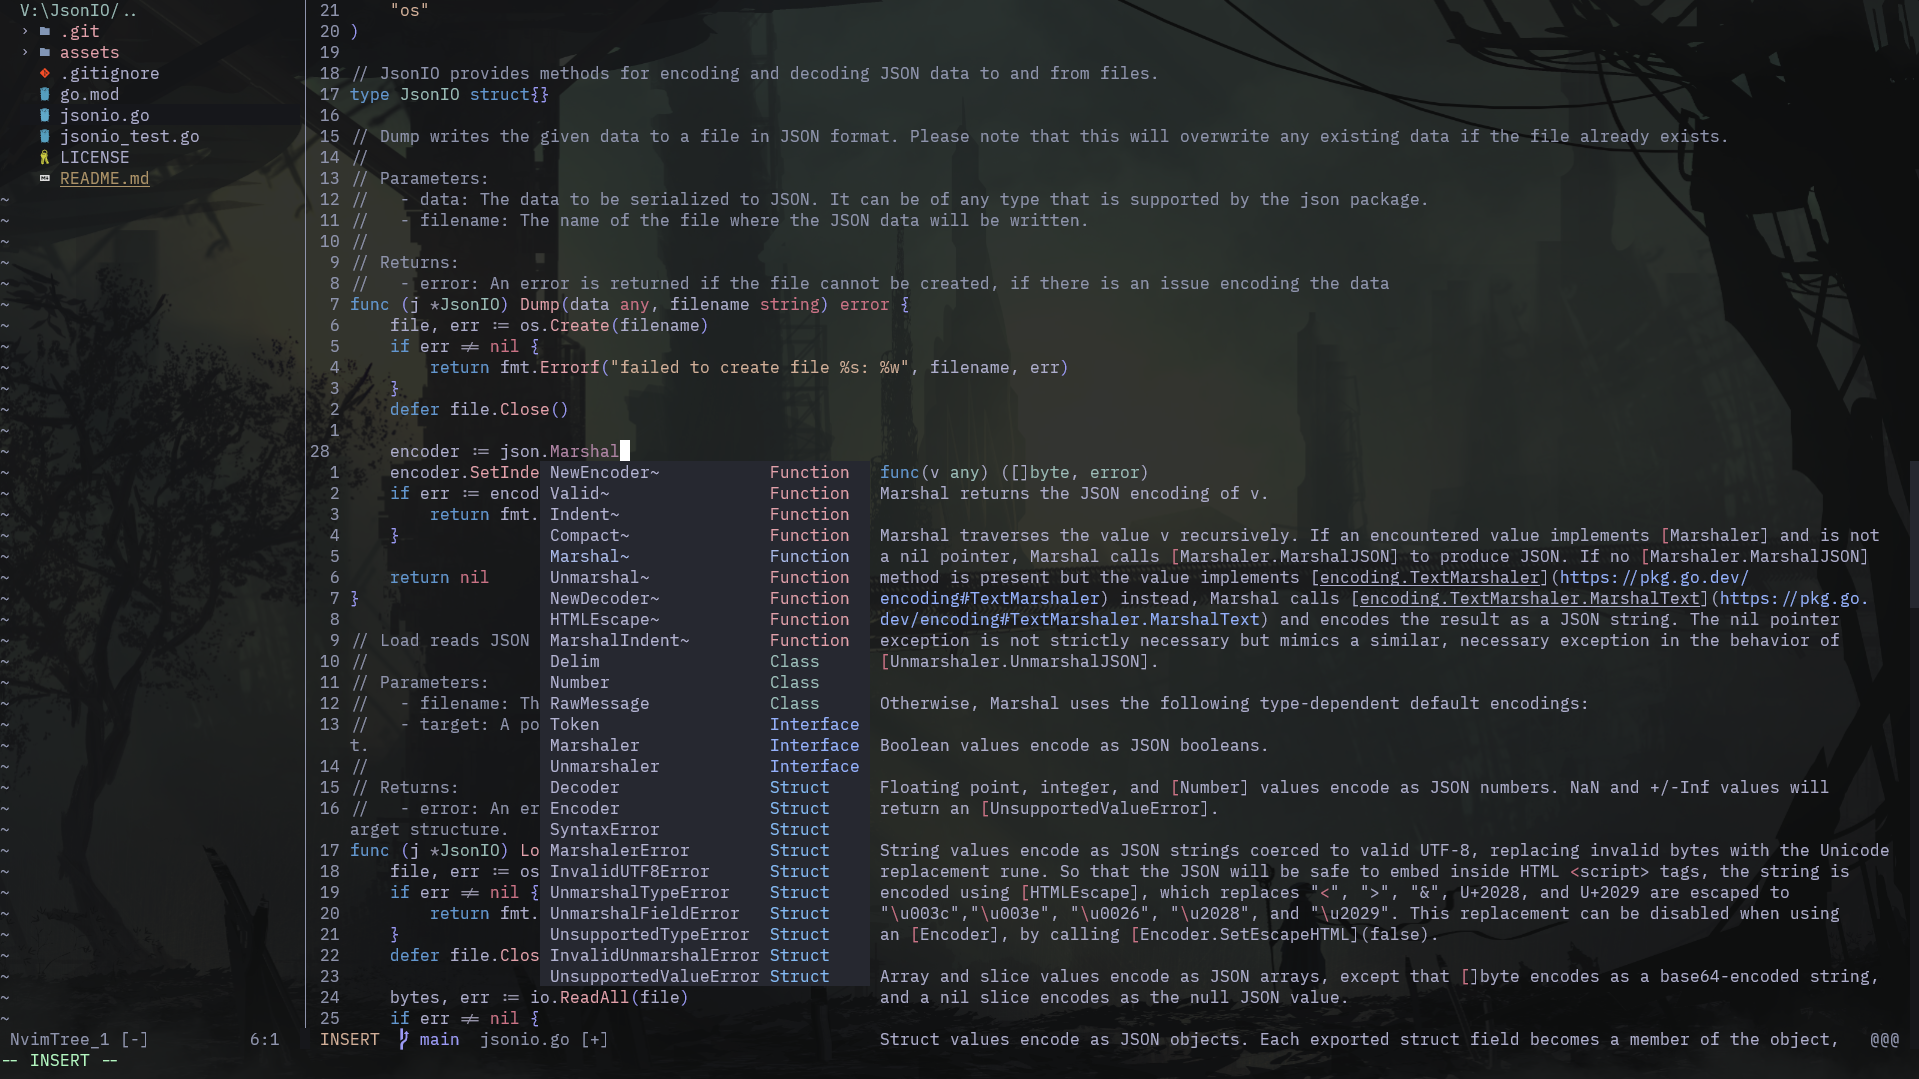 V:\JsonIO/..
.git
assets
.gitignore
go.mod
jsonio.go
jsonio_test.go
LICENSE
README.md
21 "os"
20 )
19
18 // JsonIO provides methods for encoding and decoding JSON data to and from files.
17 type JsonIO struct{}
16
15 // Dump writes the given data to a file in JSON format. Please note that this will overwrite any existing data if the file already exists.
14 //
13 // Parameters:
12 //   - data: The data to be serialized to JSON. It can be of any type that is supported by the json package.
11 //   - filename: The name of the file where the JSON data will be written.
10 //
9 // Returns:
8 //   - error: An error is returned if the file cannot be created, if there is an issue encoding the data
7 func (j *JsonIO) Dump(data any, filename string) error {
6     file, err := os.Create(filename)
5     if err != nil {
4         return fmt.Errorf("failed to create file %s: %w", filename, err)
3     }
2     defer file.Close()
1
28     encoder := json.Marshal
1     encoder.SetInde
2     if err := encod
3         return fmt.
4     }
5
6     return nil
7 }
8
9 // Load reads JSON
10 //
11 // Parameters:
12 //   - filename: Th
13 //   - target: A po
t.
14 //
15 // Returns:
16 //   - error: An er
arget structure.
17 func (j *JsonIO) Lo
18     file, err := os
19     if err != nil {
20         return fmt.
21     }
22     defer file.Clos
23
24     bytes, err := io.ReadAll(file)
25     if err != nil {
NewEncoder~ Function
Valid~ Function
Indent~ Function
Compact~ Function
Marshal~ Function
Unmarshal~ Function
NewDecoder~ Function
HTMLEscape~ Function
MarshalIndent~ Function
Delim Class
Number Class
RawMessage Class
Token Interface
Marshaler Interface
Unmarshaler Interface
Decoder Struct
Encoder Struct
SyntaxError Struct
MarshalerError Struct
InvalidUTF8Error Struct
UnmarshalTypeError Struct
UnmarshalFieldError Struct
UnsupportedTypeError Struct
InvalidUnmarshalError Struct
UnsupportedValueError Struct
func(v any) ([]byte, error)
Marshal returns the JSON encoding of v.
Marshal traverses the value v recursively. If an encountered value implements [Marshaler] and is not
a nil pointer, Marshal calls [Marshaler.MarshalJSON] to produce JSON. If no [Marshaler.MarshalJSON]
method is present but the value implements [encoding.TextMarshaler](https://pkg.go.dev/
encoding#TextMarshaler) instead, Marshal calls [encoding.TextMarshaler.MarshalText](https://pkg.go.
dev/encoding#TextMarshaler.MarshalText) and encodes the result as a JSON string. The nil pointer
exception is not strictly necessary but mimics a similar, necessary exception in the behavior of
[Unmarshaler.UnmarshalJSON].
Otherwise, Marshal uses the following type-dependent default encodings:
Boolean values encode as JSON booleans.
Floating point, integer, and [Number] values encode as JSON numbers. NaN and +/-Inf values will
return an [UnsupportedValueError].
String values encode as JSON strings coerced to valid UTF-8, replacing invalid bytes with the Unicode
replacement rune. So that the JSON will be safe to embed inside HTML <script> tags, the string is
encoded using [HTMLEscape], which replaces "<", ">", "&", U+2028, and U+2029 are escaped to
"\u003c","\u003e", "\u0026", "\u2028", and "\u2029". This replacement can be disabled when using
an [Encoder], by calling [Encoder.SetEscapeHTML](false).
Array and slice values encode as JSON arrays, except that []byte encodes as a base64-encoded string,
and a nil slice encodes as the null JSON value.
Struct values encode as JSON objects. Each exported struct field becomes a member of the object, @@@
NvimTree_1 [-] 6:1
INSERT main jsonio.go [+]
-- INSERT --